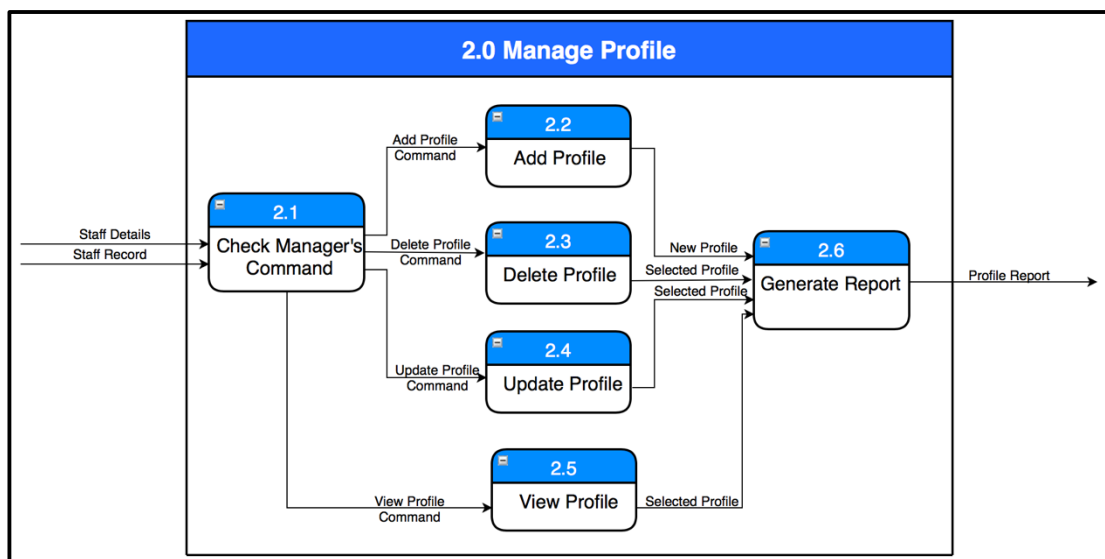 2.0 Manage Profile
2.2
Add Profile
Add Profile
Command
2.1
Check Manager's
Command
Staff Details
Staff Record
Delete Profile
Command
2.3
Delete Profile
New Profile
Selected Profile
Selected Profile
2.6
Generate Report
Profile Report
Update Profile
Command
2.4
Update Profile
2.5
View Profile
View Profile
Command
Selected Profile